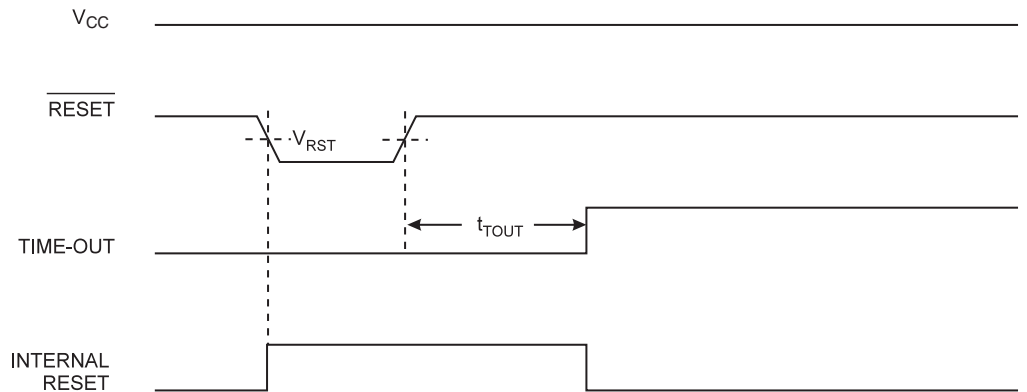 VCC
RESET
VRST
tTOUT
TIME-OUT
INTERNAL
RESET